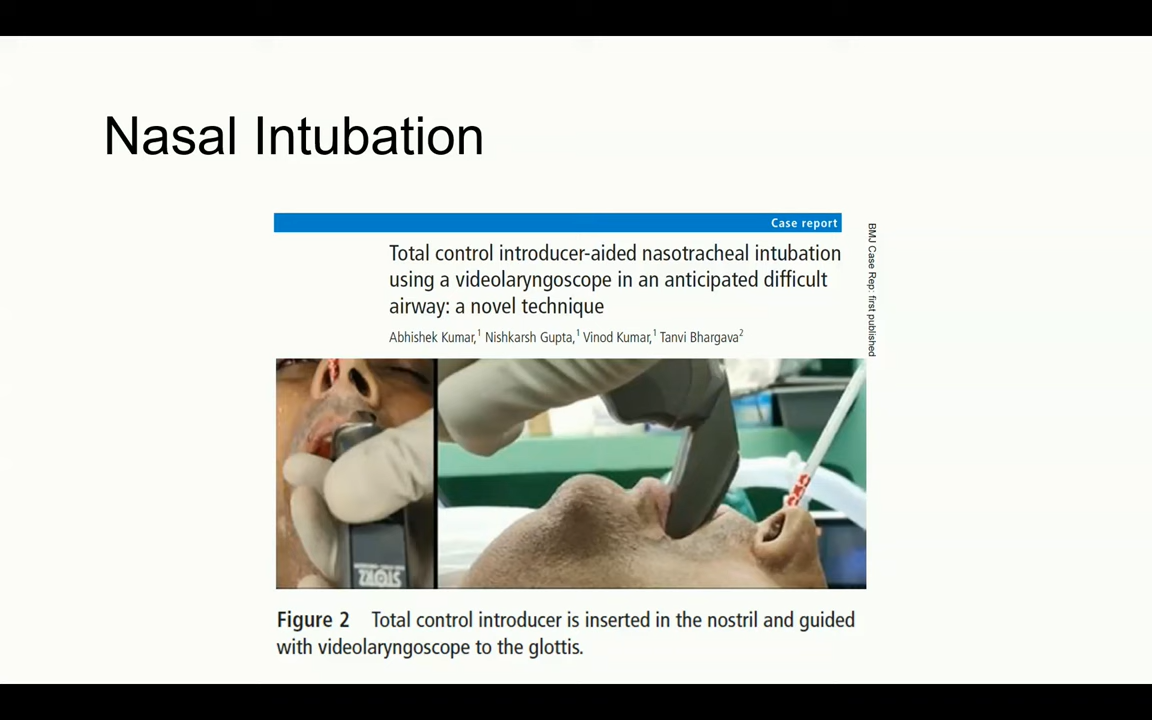 Nasal Intubation
Case report
Total control introducer-aided nasotracheal intubation
using a videolaryngoscope in an anticipated difficult
airway: a novel technique
Abhishek Kumar,1 Nishkarsh Gupta,1 Vinod Kumar,1 Tanvi Bhargava2
BMJ Case Rep: first published
STORZ
Figure 2 Total control introducer is inserted in the nostril and guided
with videolaryngoscope to the glottis.